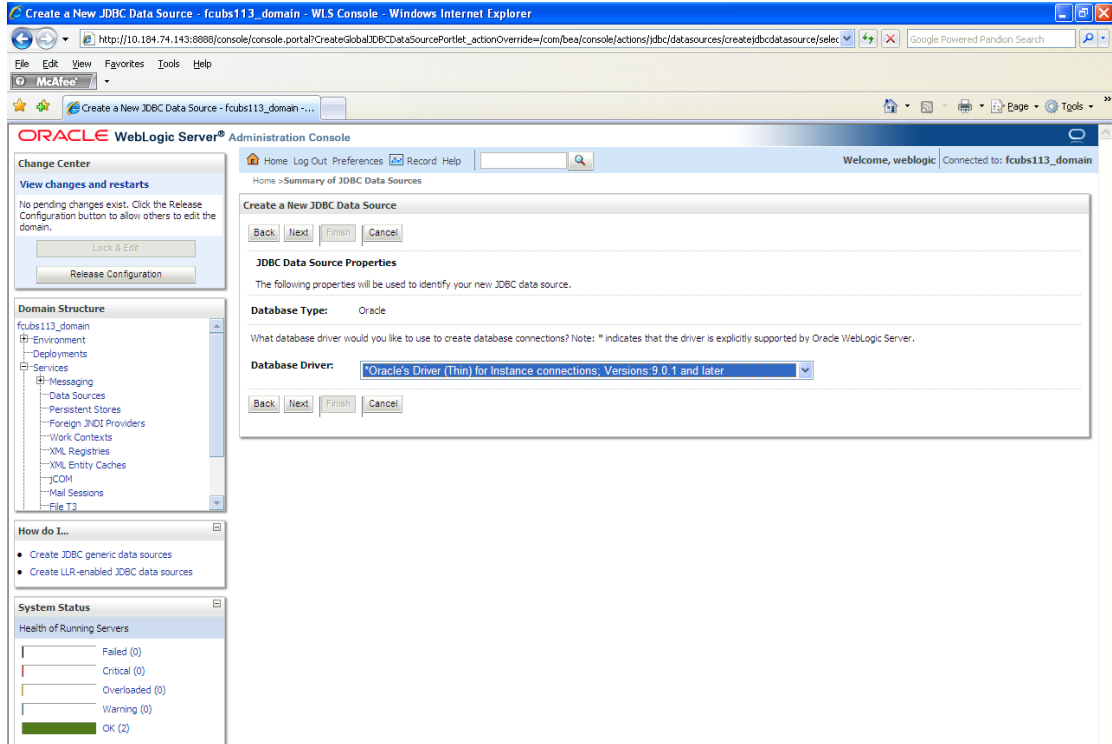 Create a New JDBC Data Source - fcubs113_domain - WLS Console - Windows Internet Explorer
http://10.184.74.143:8888/console/console.portal?CreateGlobalJDBCDataSourcePortlet_actionOverride=/com/bea/console/actions/jdbc/datasources/createjdbcdatasource/selec
Google Powered Pandion Search
File Edit View Favorites Tools Help
McAfee
Create a New JDBC Data Source - fcubs113_domain -...
Page Tools
ORACLE WebLogic Server® Administration Console
Change Center
View changes and restarts
No pending changes exist. Click the Release
Configuration button to allow others to edit the
domain.
Lock & Edit
Release Configuration
Domain Structure
fcubs113_domain
Environment
Deployments
Services
Messaging
Data Sources
Persistent Stores
Foreign JNDI Providers
Work Contexts
XML Registries
XML Entity Caches
jCOM
Mail Sessions
File T3
How do I...
Create JDBC generic data sources
Create LLR-enabled JDBC data sources
System Status
Health of Running Servers
Failed (0)
Critical (0)
Overloaded (0)
Warning (0)
OK (2)
Home Log Out Preferences Record Help
Welcome, weblogic Connected to: fcubs113_domain
Home >Summary of JDBC Data Sources
Create a New JDBC Data Source
Back Next Finish Cancel
JDBC Data Source Properties
The following properties will be used to identify your new JDBC data source.
Database Type: Oracle
What database driver would you like to use to create database connections? Note: * indicates that the driver is explicitly supported by Oracle WebLogic Server.
Database Driver: *Oracle's Driver (Thin) for Instance connections; Versions:9.0.1 and later
Back Next Finish Cancel